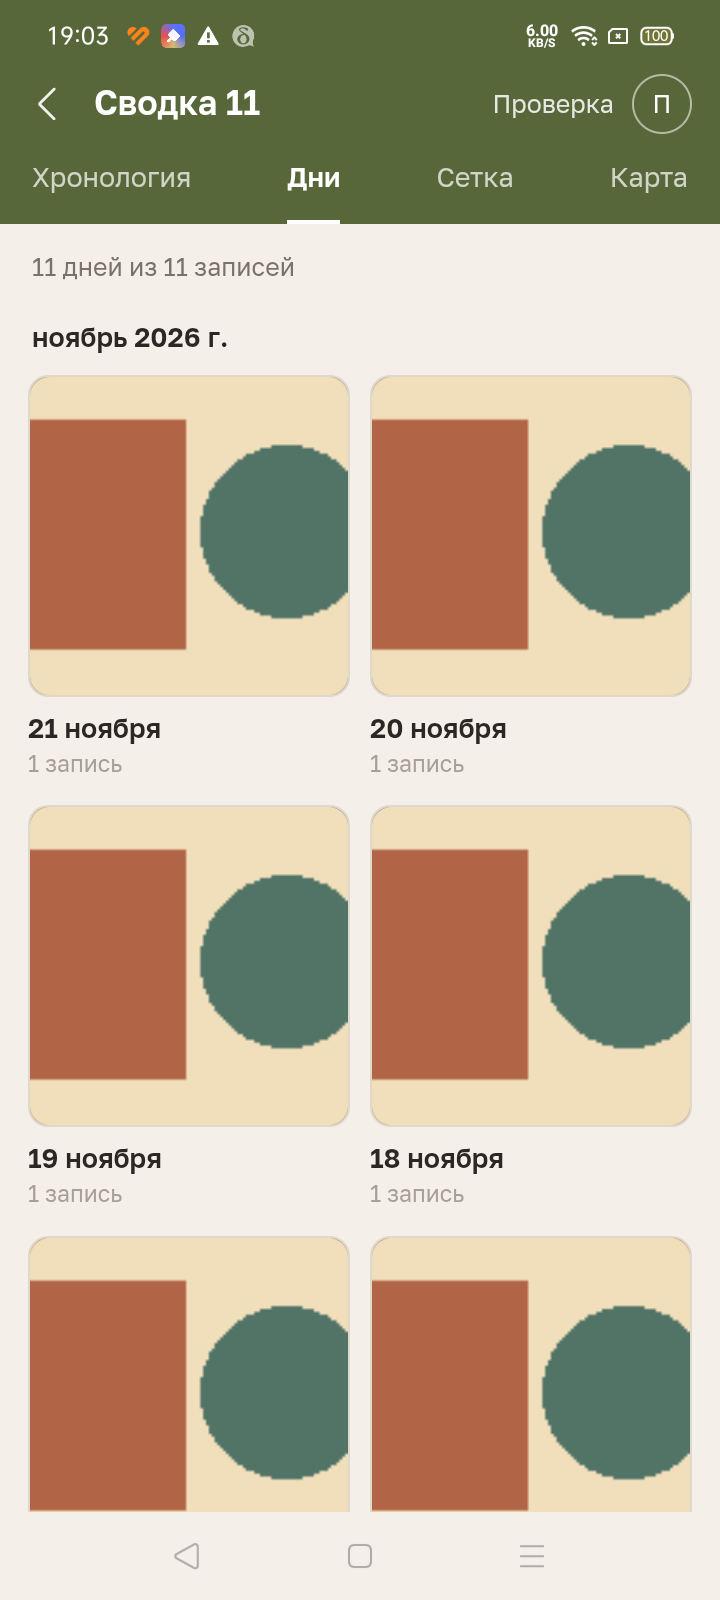 19:03
6.00
KB/S
100
Сводка 11
Проверка
П
Хронология
Дни
Сетка
Карта
11 дней из 11 записей
ноябрь 2026 г.
21 ноября
20 ноября
1 запись
1 запись
19 ноября
18 ноября
1 запись
1 запись